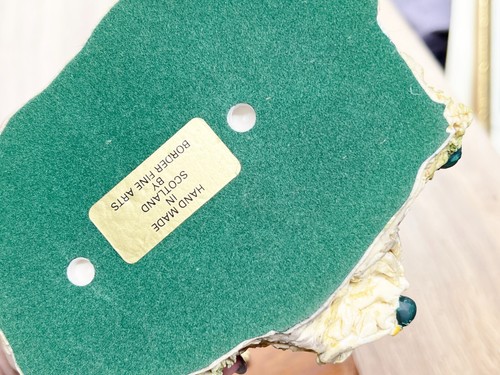 HAND MADE
IN
SCOTLAND
BY
BORDER FINE ARTS